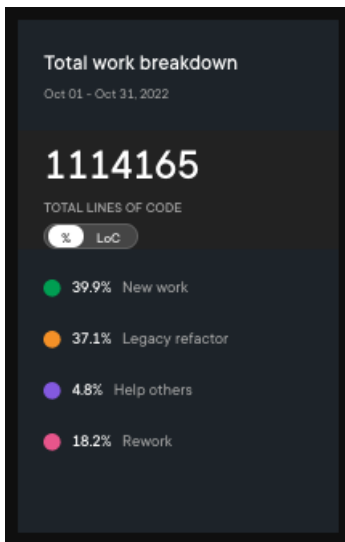 Total work breakdown
Oct 01 - Oct 31, 2022
1114165
TOTAL LINES OF CODE
% LoC
39.9% New work
37.1% Legacy refactor
4.8% Help others
18.2% Rework